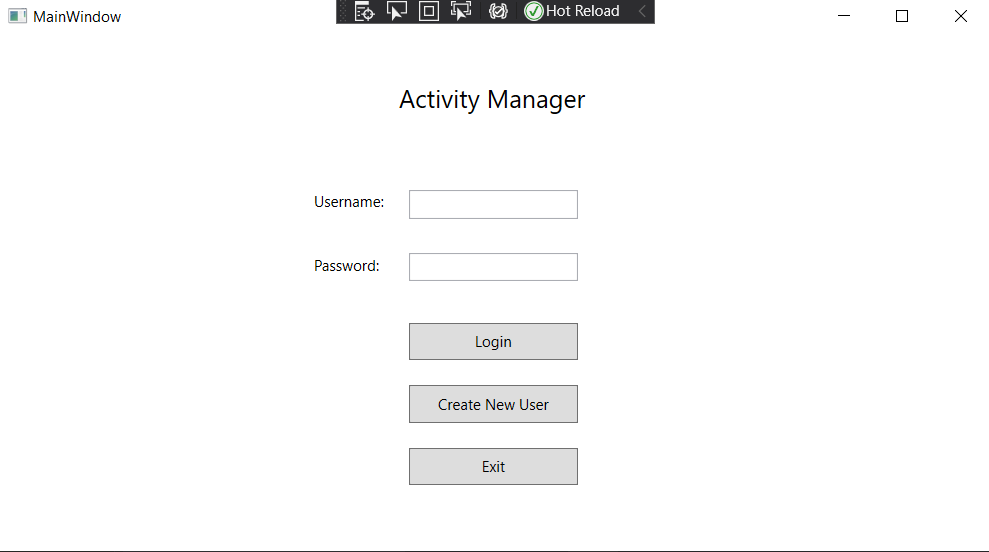 MainWindow
Hot Reload
Activity Manager
Username:
Password:
Login
Create New User
Exit